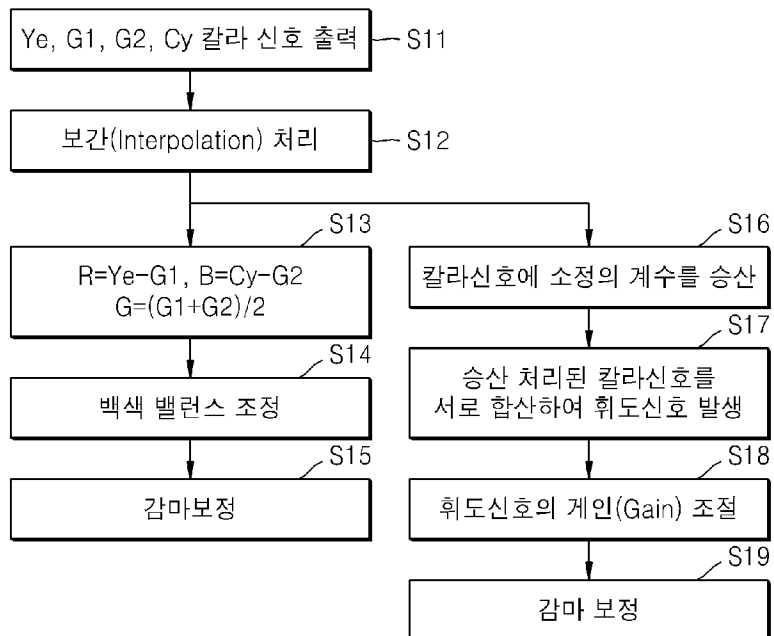 Ye, G1, G2, Cy 칼라 신호 출력
S11
보간(Interpolation) 처리
S12
S13
R=Ye-G1, B=Cy-G2
G=(G1+G2)/2
S14
백색 밸런스 조정
S15
감마보정
S16
칼라신호에 소정의 계수를 승산
S17
승산 처리된 칼라신호를
서로 합산하여 휘도신호 발생
S18
휘도신호의 게인(Gain) 조절
S19
감마 보정